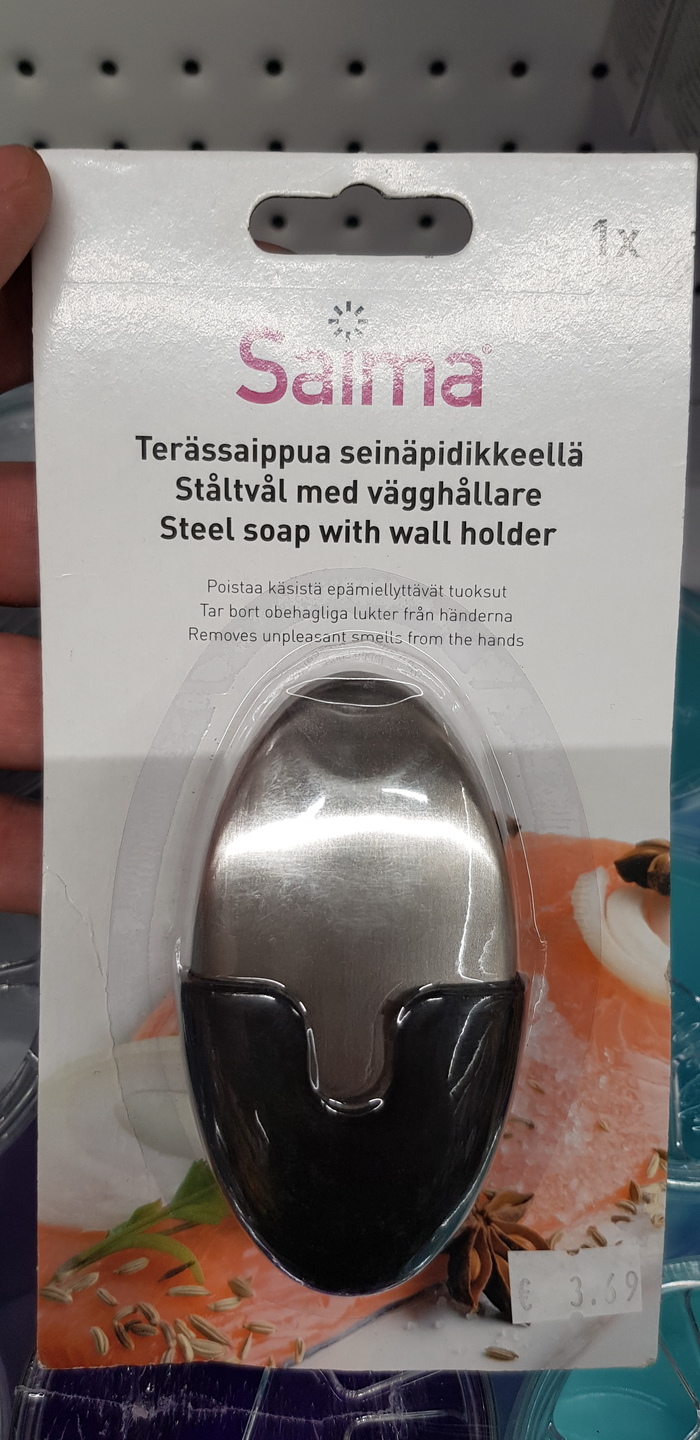 1x
Saima®
Terässaippua seinäpidikkeellä
Ståltvål med vägghållare
Steel soap with wall holder
Poistaa käsistä epämiellyttävät tuoksut
Tar bort obehagliga lukter från händerna
Removes unpleasant smells from the hands
€ 3.69